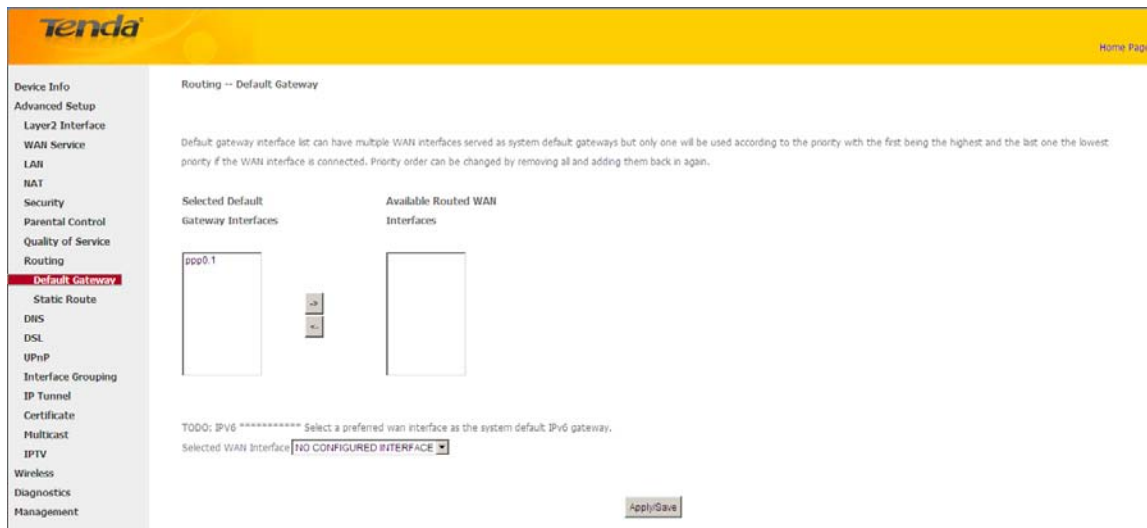 Tenda
Home Page
Device Info
Advanced Setup
Layer2 Interface
WAN Service
LAN
NAT
Security
Parental Control
Quality of Service
Routing
Default Gateway
Static Route
DNS
DSL
UPnP
Interface Grouping
IP Tunnel
Certificate
Multicast
IPTV
Wireless
Diagnostics
Management
Routing -- Default Gateway
Default gateway interface list can have multiple WAN interfaces served as system default gateways but only one will be used according to the priority with the first being the highest and the last one the lowest
priority if the WAN interface is connected. Priority order can be changed by removing all and adding them back in again.
Selected Default
Gateway Interfaces
Available Routed WAN
Interfaces
ppp0.1
->
<-
TODO: IPV6 *********** Select a preferred wan interface as the system default IPv6 gateway.
Selected WAN Interface NO CONFIGURED INTERFACE
Apply/Save